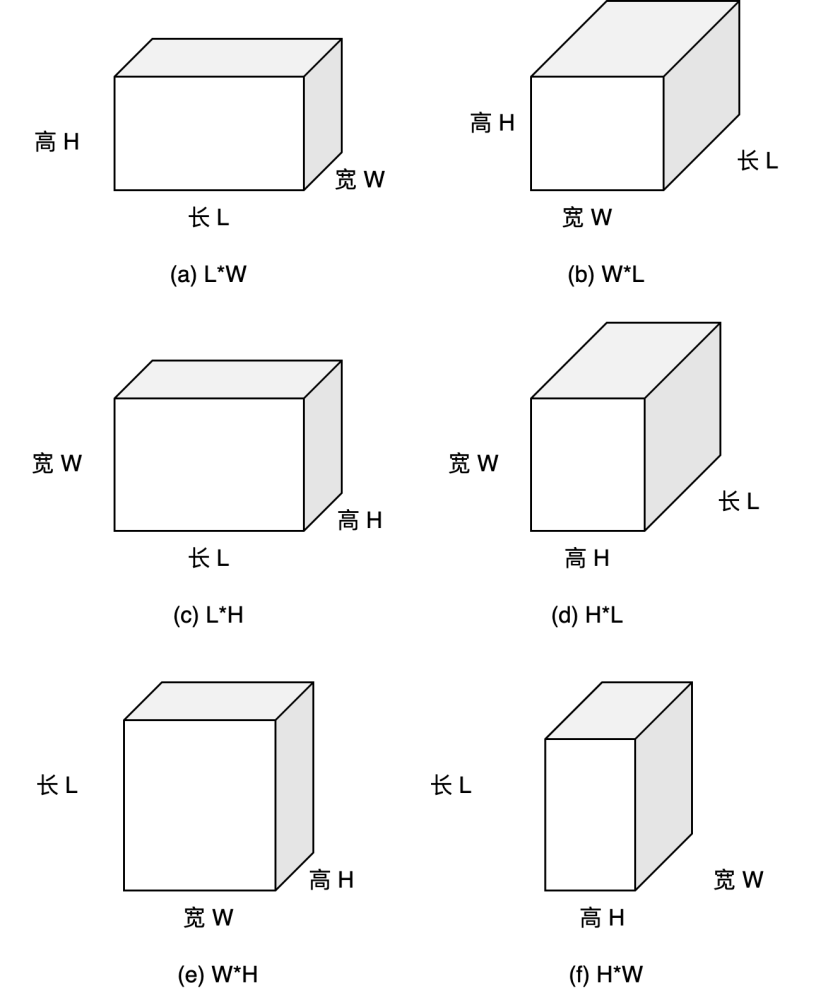 高 H
宽 W
长 L
(a) L*W
高 H
长 L
宽 W
(b) W*L
宽 W
高 H
长 L
(c) L*H
宽 W
长 L
高 H
(d) H*L
长 L
高 H
宽 W
(e) W*H
长 L
宽 W
高 H
(f) H*W